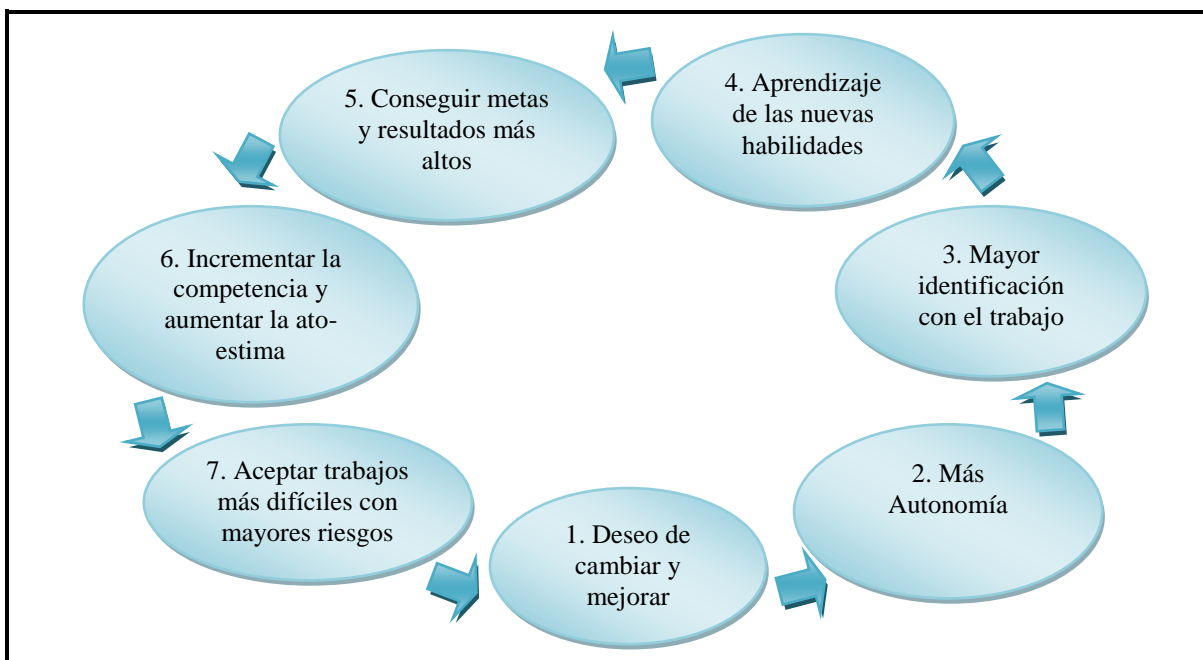 1. Deseo de
cambiar y
mejorar
2. Más
Autonomía
3. Mayor
identificación
con el trabajo
4. Aprendizaje
de las nuevas
habilidades
5. Conseguir metas
y resultados más
altos
6. Incrementar la
competencia y
aumentar la ato-
estima
7. Aceptar trabajos
más difíciles con
mayores riesgos